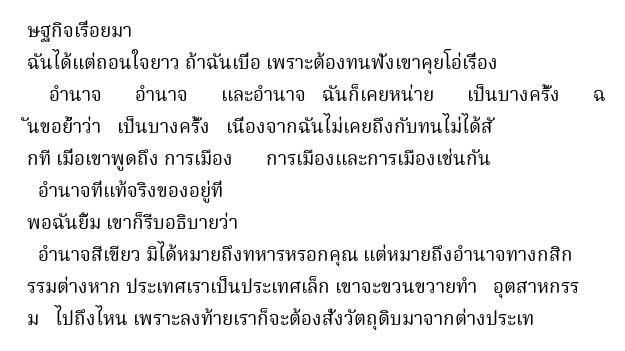 ษฐกิจเรื่อยมา
ฉันได้แต่ถอนใจยาว ถ้าฉันเบื่อ เพราะต้องทนฟังเขาคุยโอ่เรื่อง
อำนาจ อำนาจ และอำนาจ ฉันก็เคยหน่าย เป็นบางครั้ง ฉ
ันขอย้ำว่า เป็นบางครั้ง เนื่องจากฉันไม่เคยถึงกับทนไม่ได้สั
กที เมื่อเขาพูดถึง การเมือง การเมืองและการเมืองเช่นกัน
อำนาจที่แท้จริงของอยู่ที่
พอฉันยิ้ม เขาก็รีบอธิบายว่า
อำนาจสีเขียว มิได้หมายถึงทหารหรอกคุณ แต่หมายถึงอำนาจทางกสิก
รรมต่างหาก ประเทศเราเป็นประเทศเล็ก เขาจะขวนขวายทำ อุตสาหกรร
ม ไปถึงไหน เพราะลงท้ายเราก็จะต้องสั่งวัตถุดิบมาจากต่างประเท